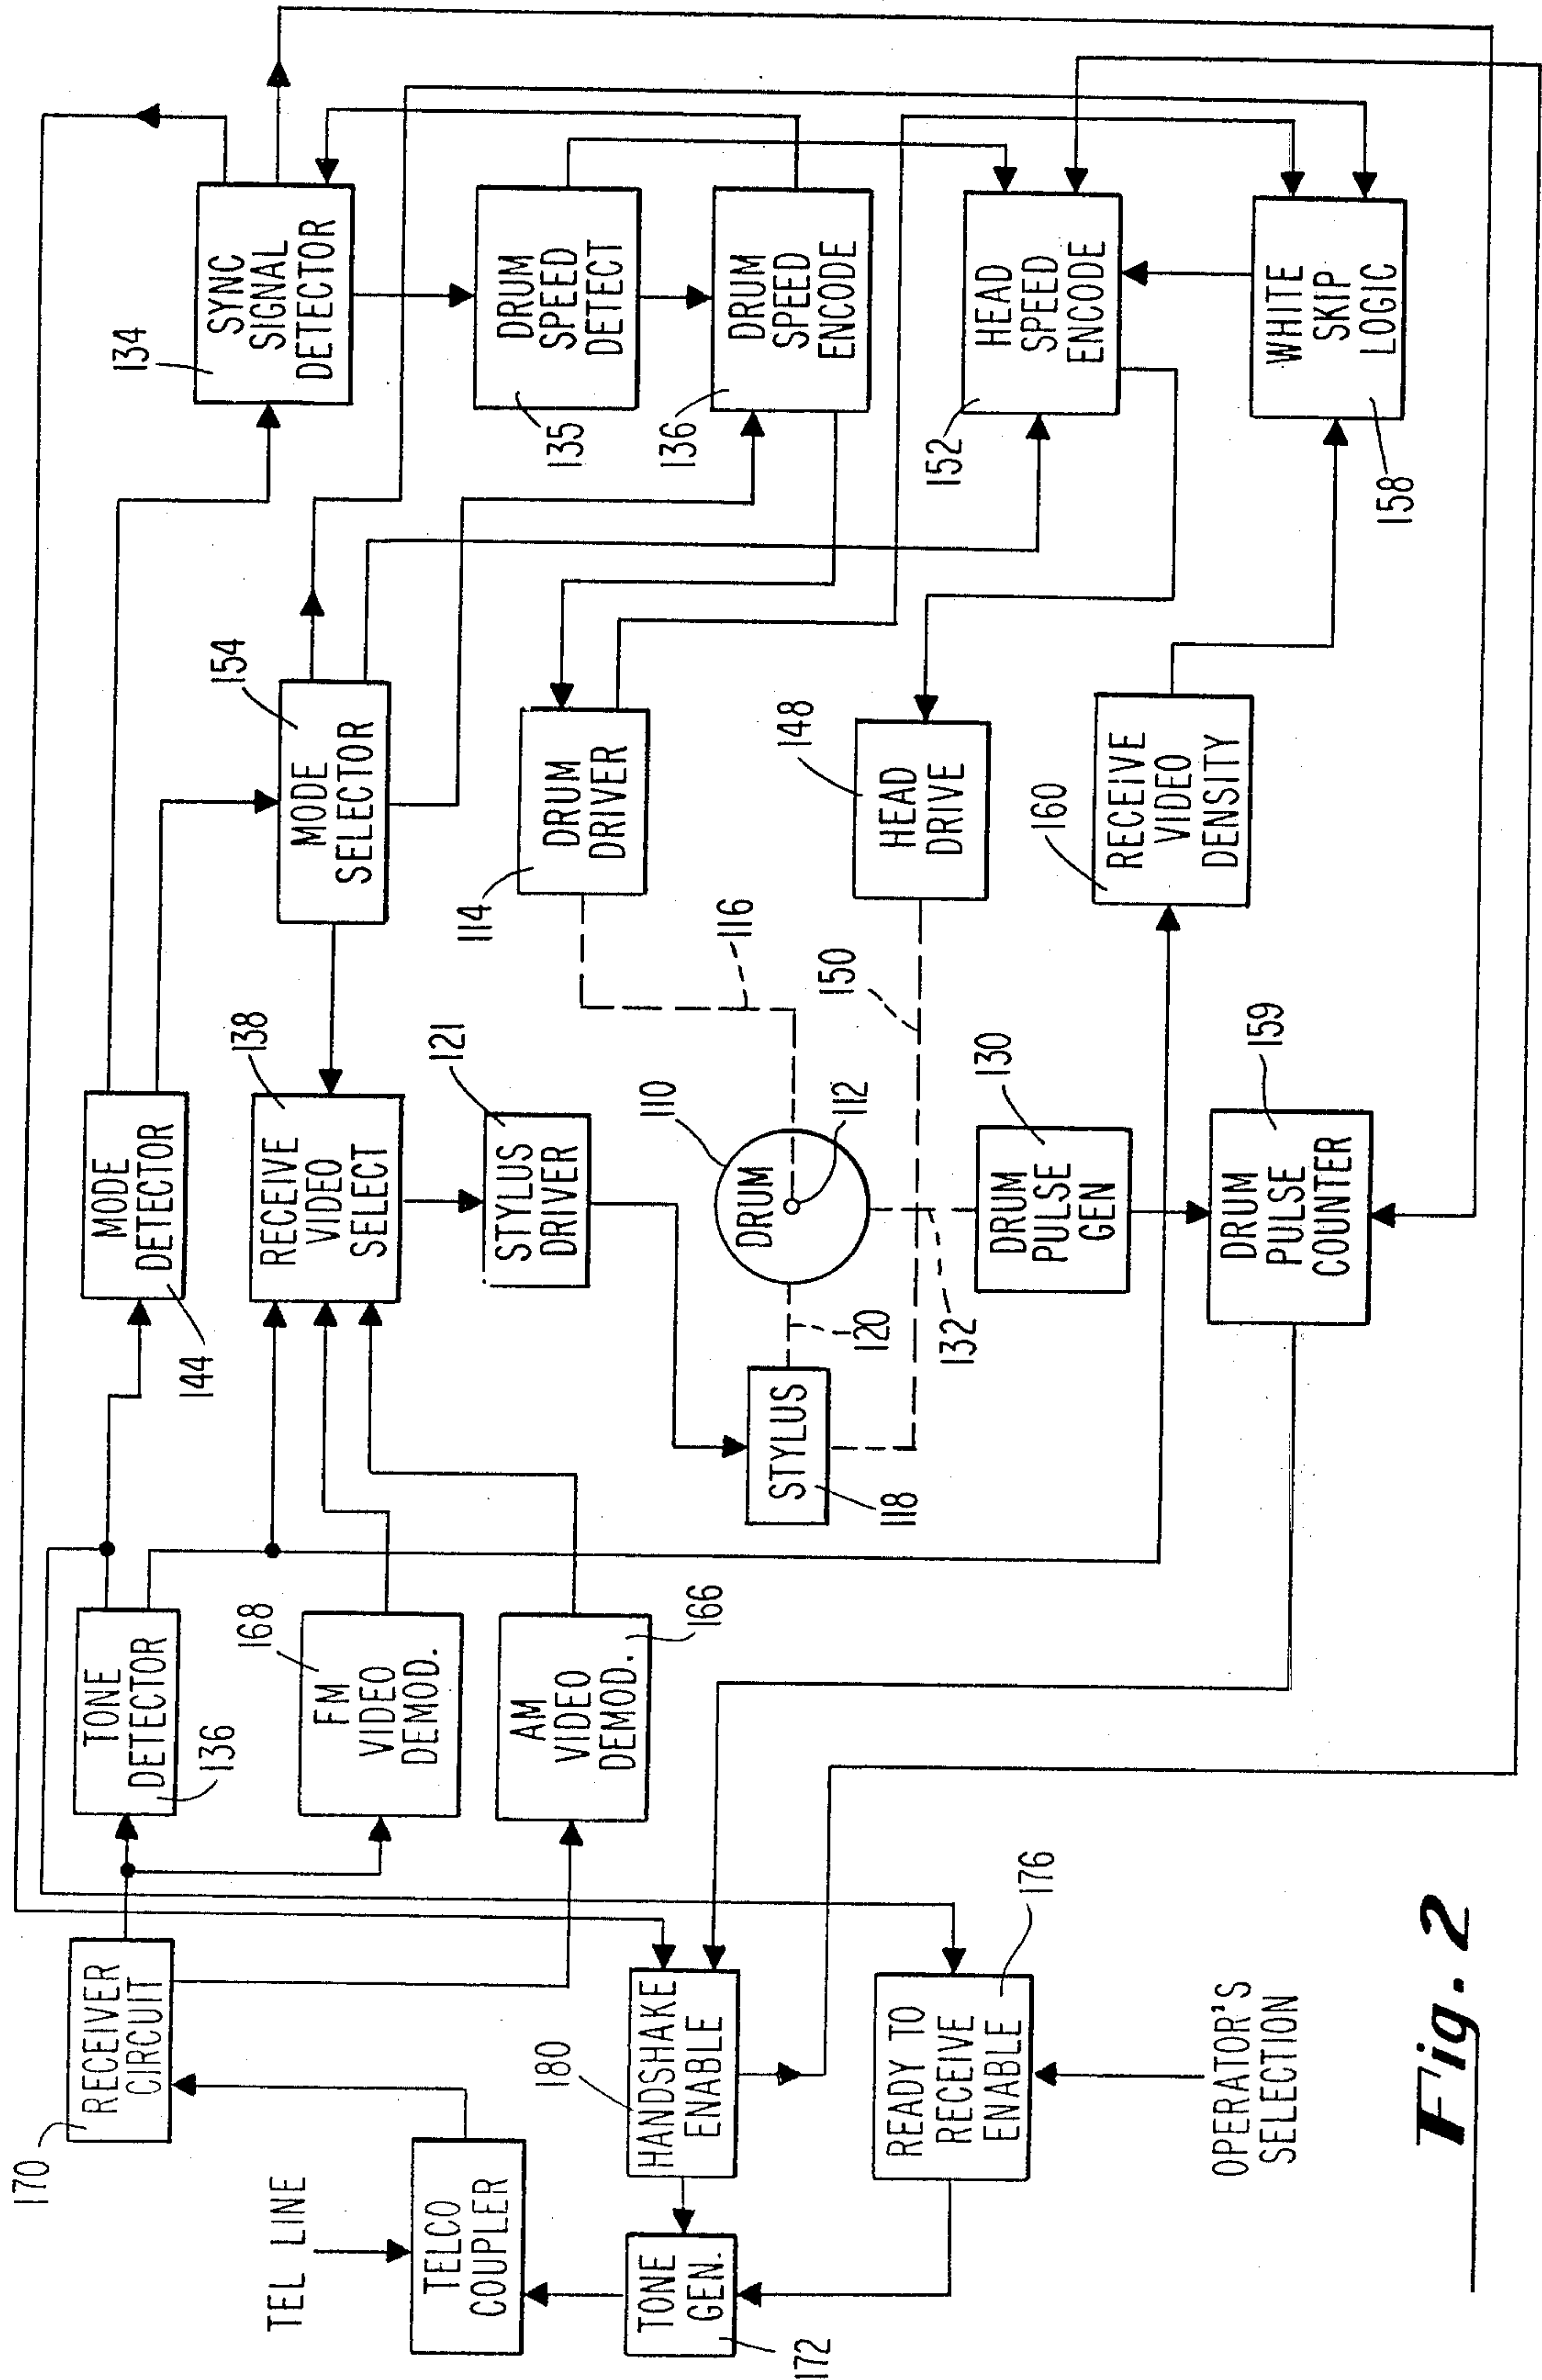 170
RECEIVER
CIRCUIT
TEL LINE
TELCO
COUPLER
TONE
GEN.
172
180
HANDSHAKE
ENABLE
READY TO
RECEIVE
ENABLE
176
OPERATOR'S
SELECTION
TONE
DETECTOR
136
168
FM
VIDEO
DEMOD.
AM
VIDEO
DEMOD.
166
MODE
DETECTOR
144
138
RECEIVE
VIDEO
SELECT
121
STYLUS
DRIVER
STYLUS
118
120
110
DRUM
112
132
130
DRUM
PULSE
GEN
159
DRUM
PULSE
COUNTER
154
MODE
SELECTOR
DRUM
DRIVER
114
116
148
HEAD
DRIVE
150
160
RECEIVE
VIDEO
DENSITY
134
SYNC
SIGNAL
DETECTOR
DRUM
SPEED
DETECT
135
DRUM
SPEED
ENCODE
136
HEAD
SPEED
ENCODE
152
WHITE
SKIP
LOGIC
158
Fig. 2